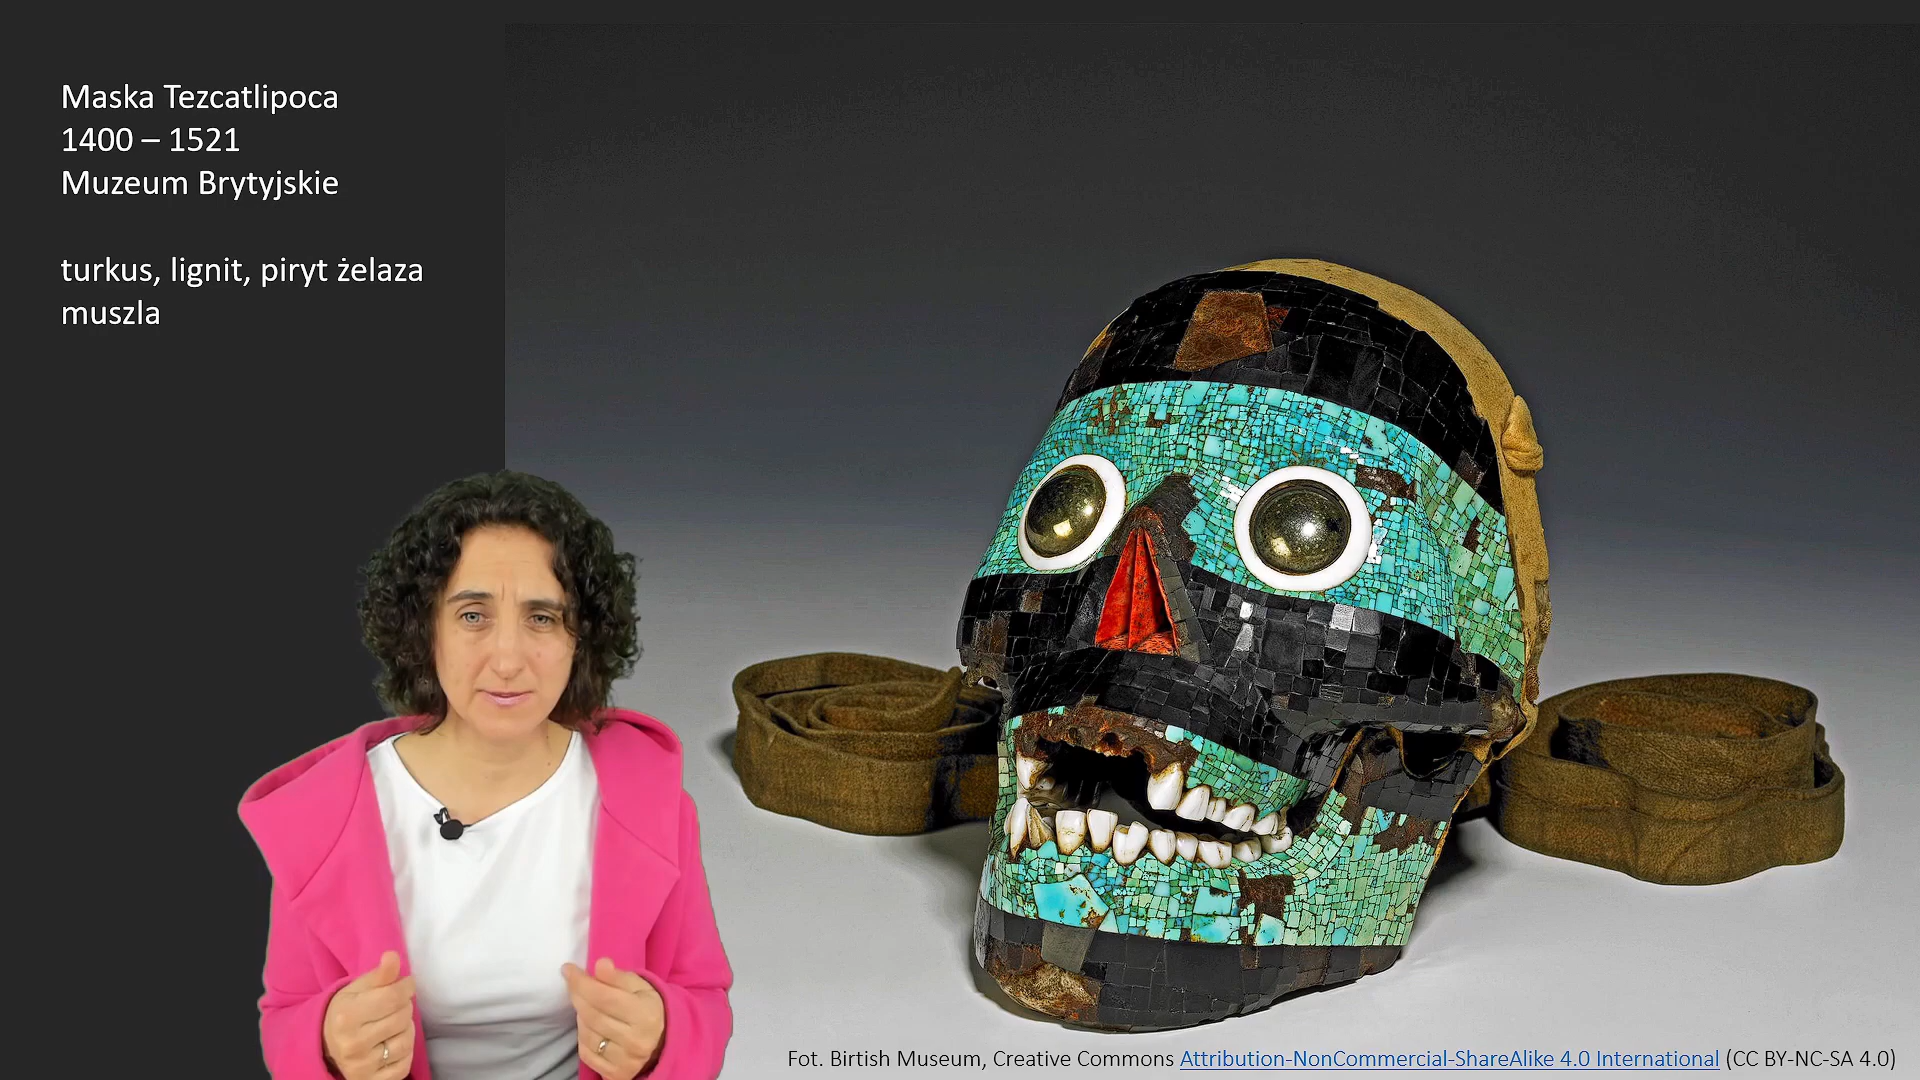 Maska Tezcatlipoca
1400 – 1521
Muzeum Brytyjskie
turkus, lignit, piryt żelaza
muszla
Fot. Birtish Museum, Creative Commons Attribution-NonCommercial-ShareAlike 4.0 International (CC BY-NC-SA 4.0)